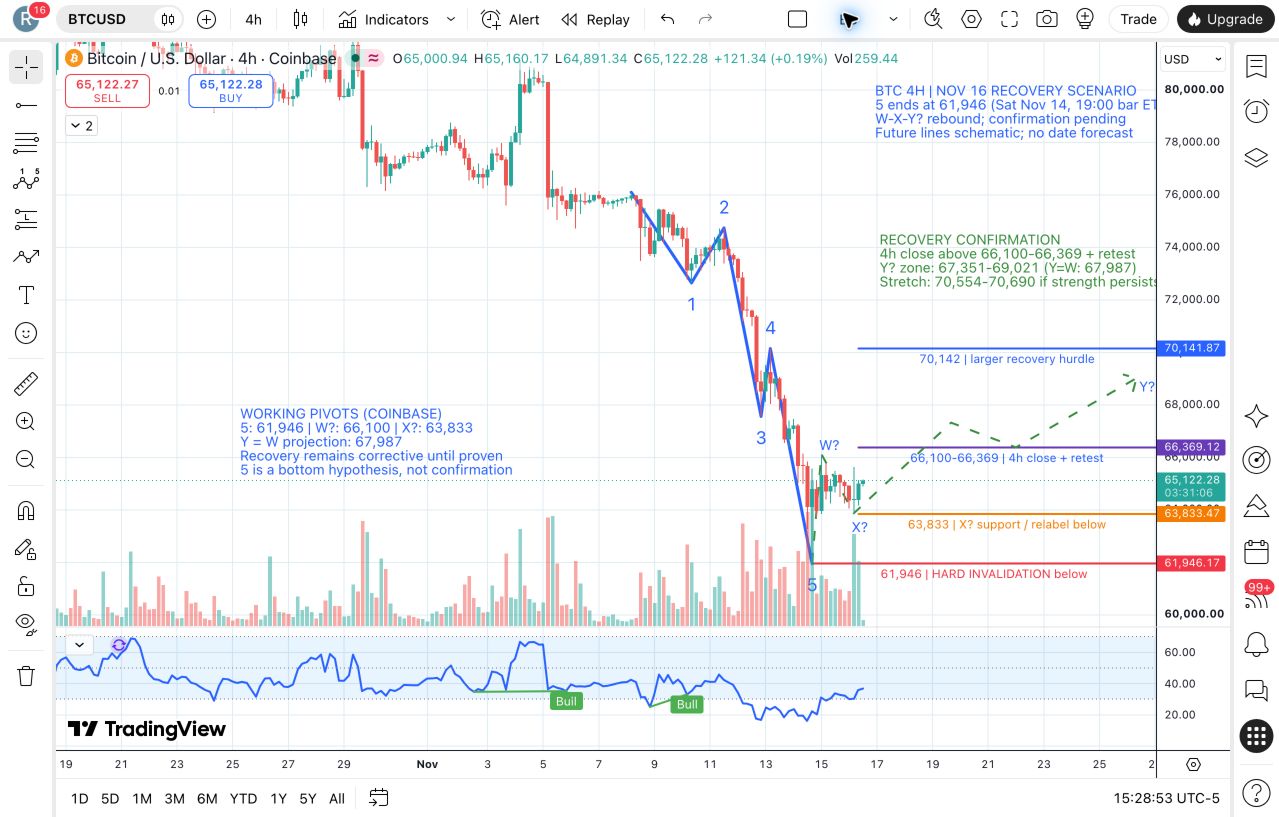 R
16
BTCUSD
4h
Indicators
Alert
Replay
Trade
Upgrade
Bitcoin / U.S. Dollar · 4h · Coinbase
O65,000.94 H65,160.17 L64,891.34 C65,122.28 +121.34 (+0.19%) Vol259.44
65,122.27
SELL
0.01
65,122.28
BUY
2
USD
BTC 4H | NOV 16 RECOVERY SCENARIO
5 ends at 61,946 (Sat Nov 14, 19:00 bar ET
W-X-Y? rebound; confirmation pending
Future lines schematic; no date forecast
RECOVERY CONFIRMATION
4h close above 66,100-66,369 + retest
Y? zone: 67,351-69,021 (Y=W: 67,987)
Stretch: 70,554-70,690 if strength persists
2
1
4
3
W?
5
X?
Y?
70,142 | larger recovery hurdle
66,100-66,369 | 4h close + retest
63,833 | X? support / relabel below
61,946 | HARD INVALIDATION below
WORKING PIVOTS (COINBASE)
5: 61,946 | W?: 66,100 | X?: 63,833
Y = W projection: 67,987
Recovery remains corrective until proven
5 is a bottom hypothesis, not confirmation
80,000.00
78,000.00
76,000.00
74,000.00
72,000.00
70,141.87
68,000.00
66,369.12
66,000.00
65,122.28
03:31:06
63,833.47
61,946.17
60,000.00
60.00
40.00
20.00
99+
Bull
Bull
TradingView
19 21 23 25 27 29 Nov 3 5 7 9 11 13 15 17 19 21 23 25
1D 5D 1M 3M 6M YTD 1Y 5Y All
15:28:53 UTC-5